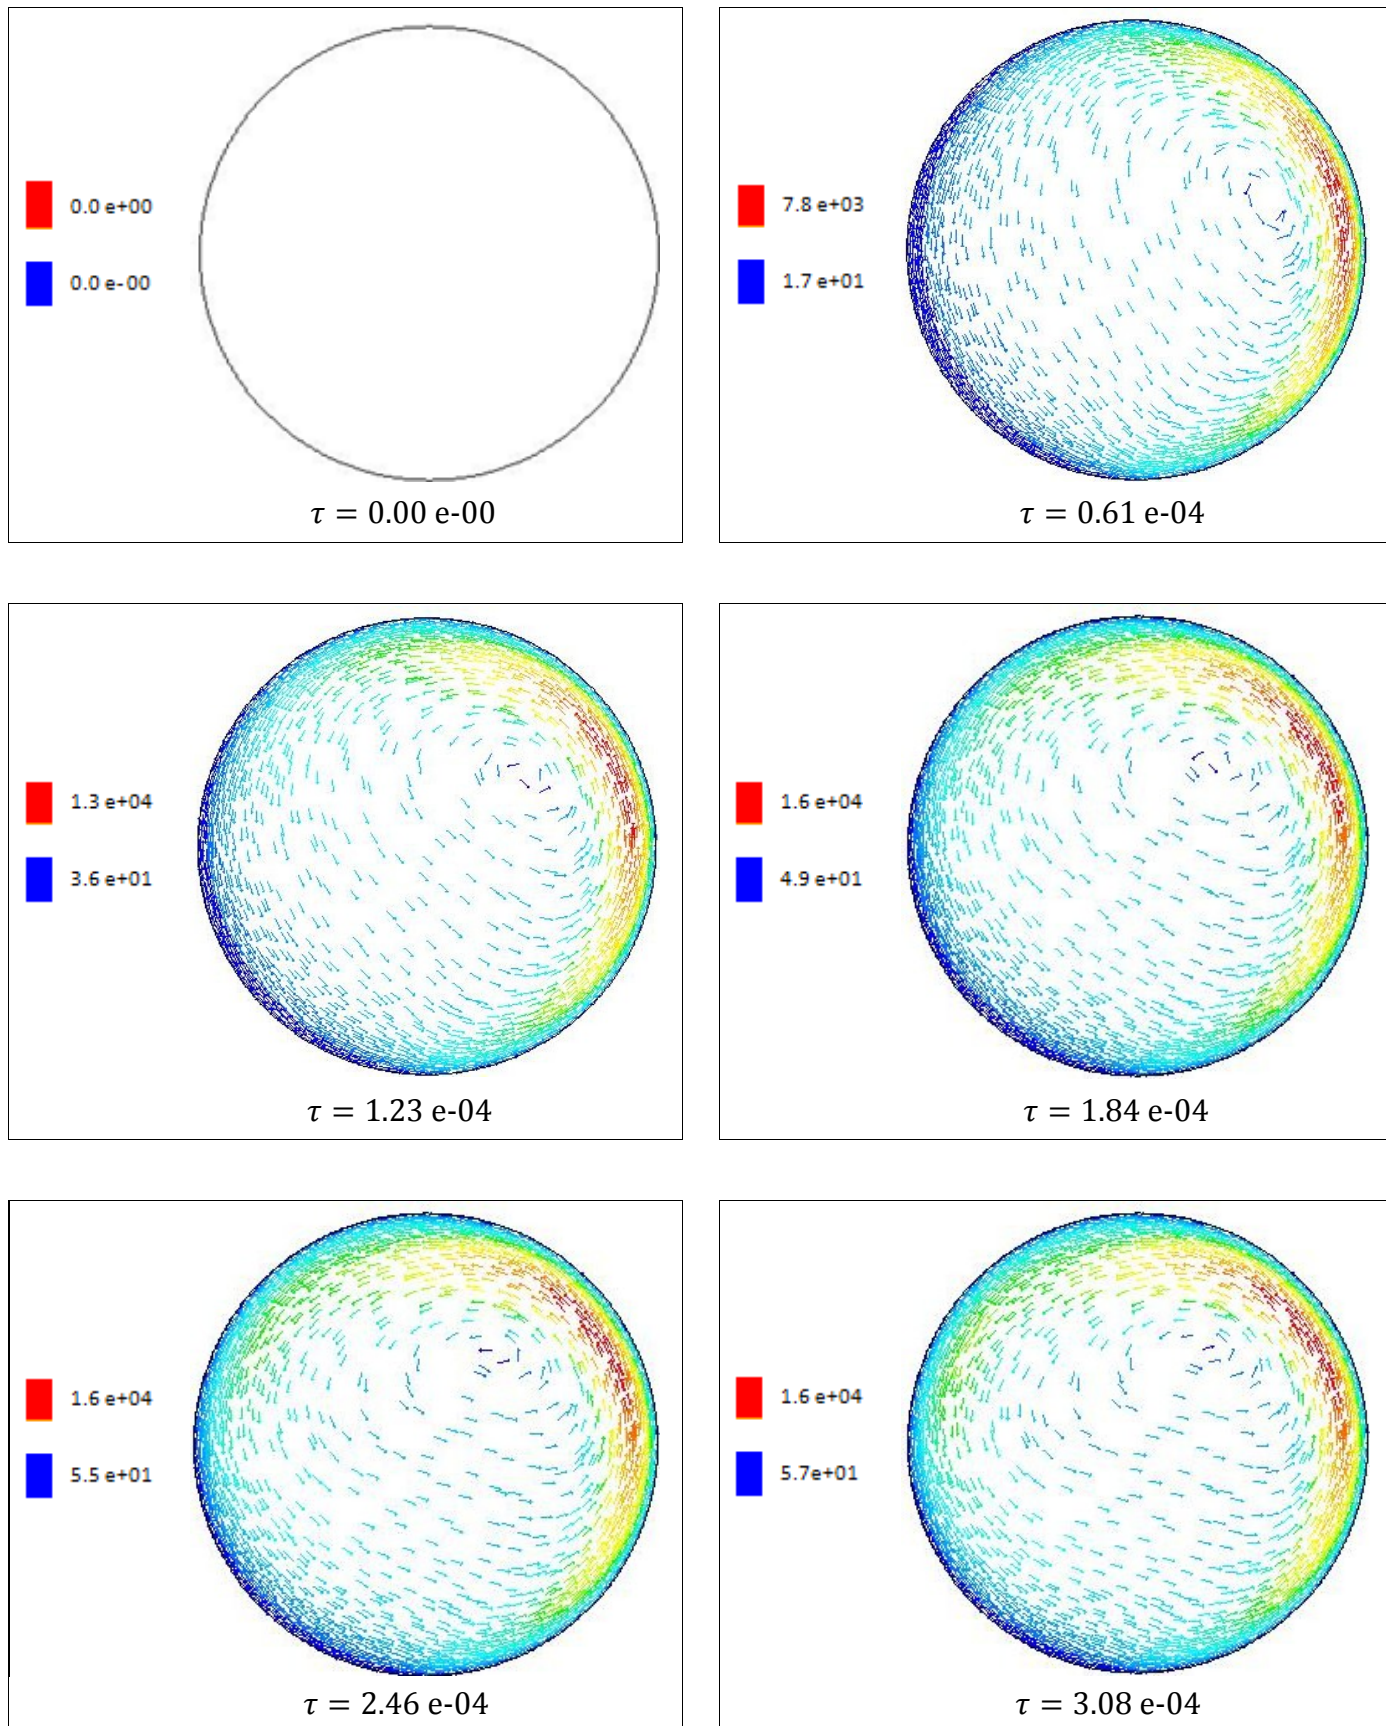 0.0 e+00
0.0 e-00
τ = 0.00 e-00
7.8 e+03
1.7 e+01
τ = 0.61 e-04
1.3 e+04
3.6 e+01
τ = 1.23 e-04
1.6 e+04
4.9 e+01
τ = 1.84 e-04
1.6 e+04
5.5 e+01
τ = 2.46 e-04
1.6 e+04
5.7e+01
τ = 3.08 e-04